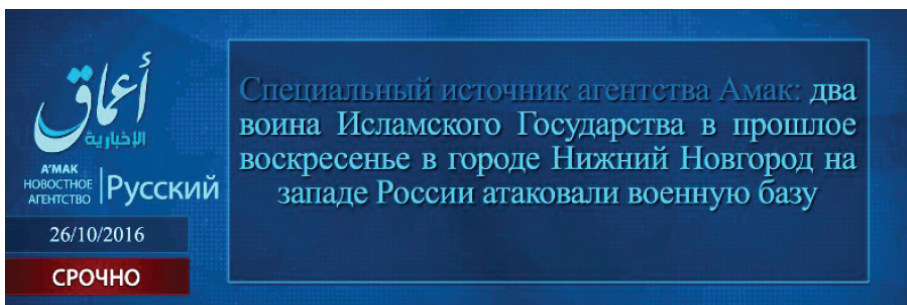 أعماق
الإخبارية
А'МАК
НОВОСТНОЕ
АГЕНТСТВО
Русский
26/10/2016
СРОЧНО
Специальный источник агентства Амак: два
воина Исламского Государства в прошлое
воскресенье в городе Нижний Новгород на
западе России атаковали военную базу